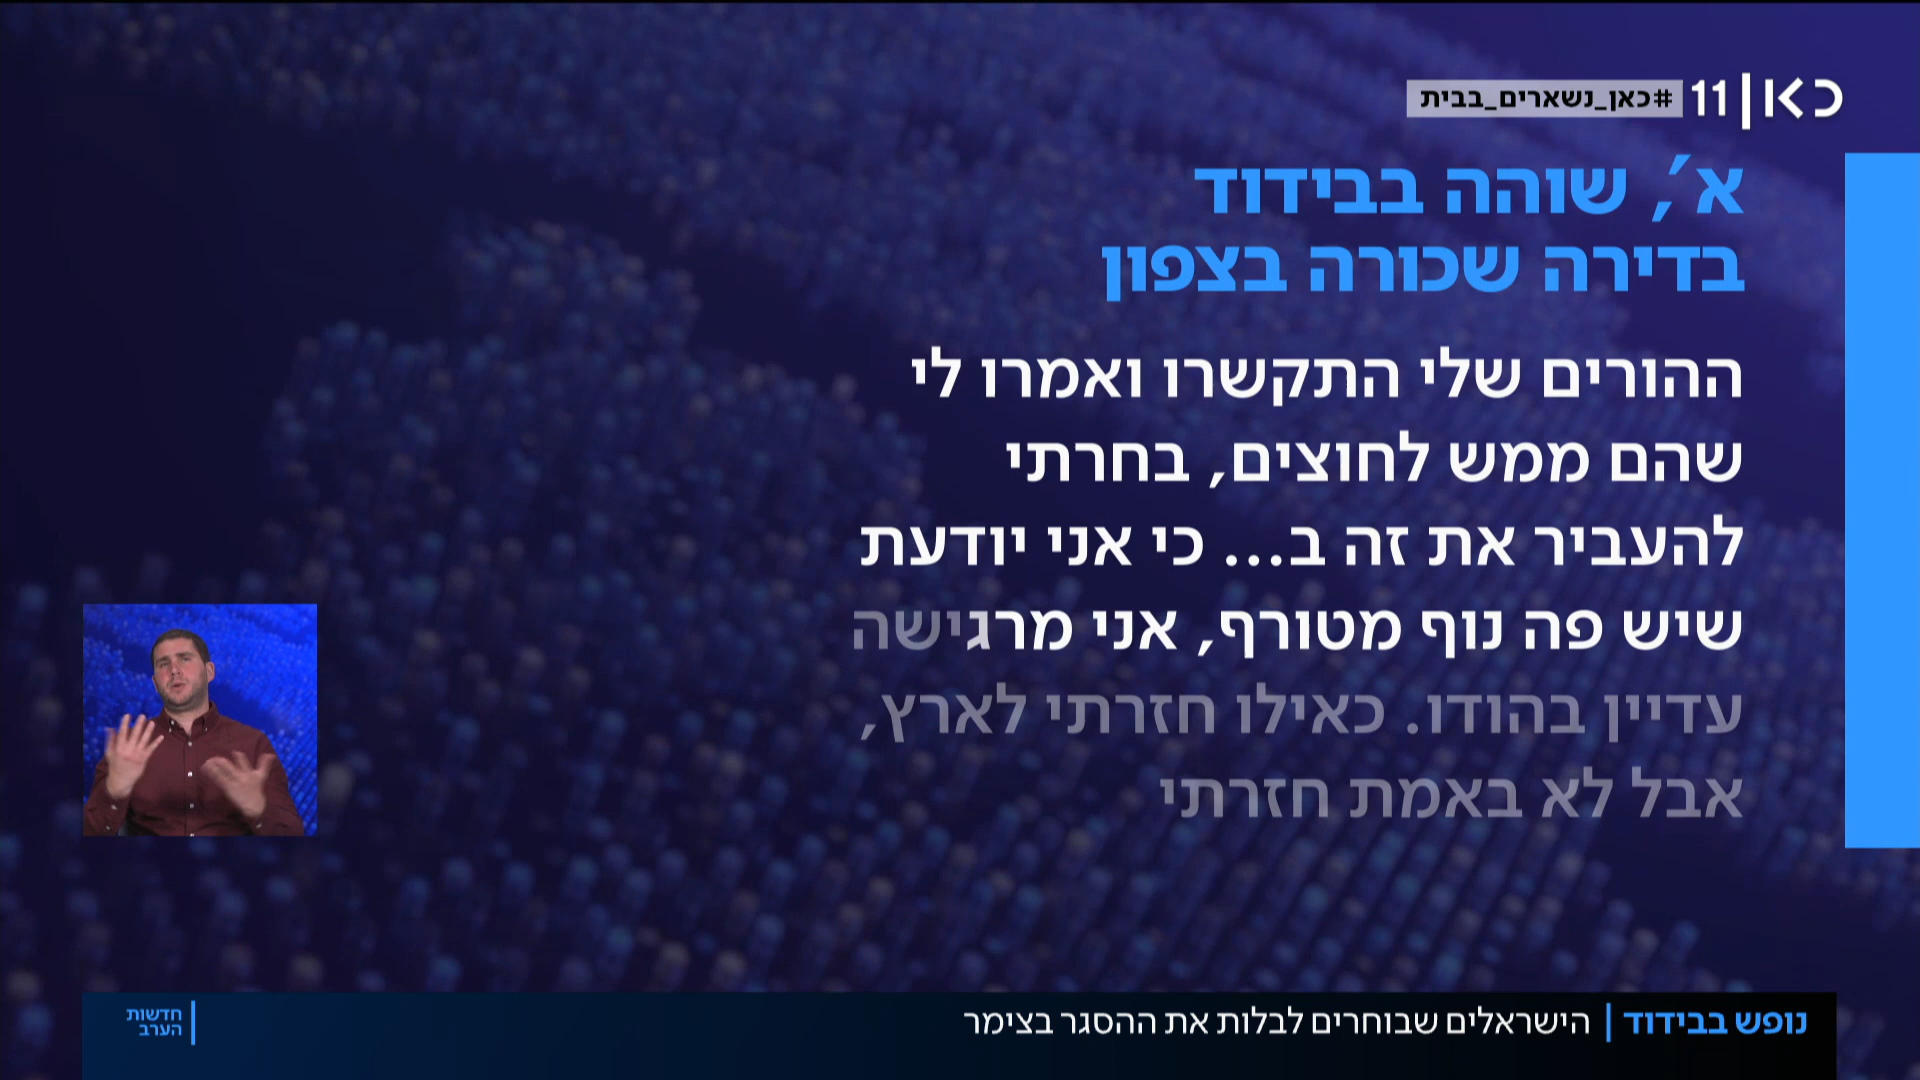 #כאן_נשארים_בבית
כאן | 11
א', שוהה בבידוד
בדירה שכורה בצפון
ההורים שלי התקשרו ואמרו לי
שהם ממש לחוצים, בחרתי
להעביר את זה ב... כי אני יודעת
שיש פה נוף מטורף, אני מרגישה
עדיין בהודו. כאילו חזרתי לארץ,
אבל לא באמת חזרתי
נופש בבידוד | הישראלים שבוחרים לבלות את ההסגר בצימר
חדשות
הערב